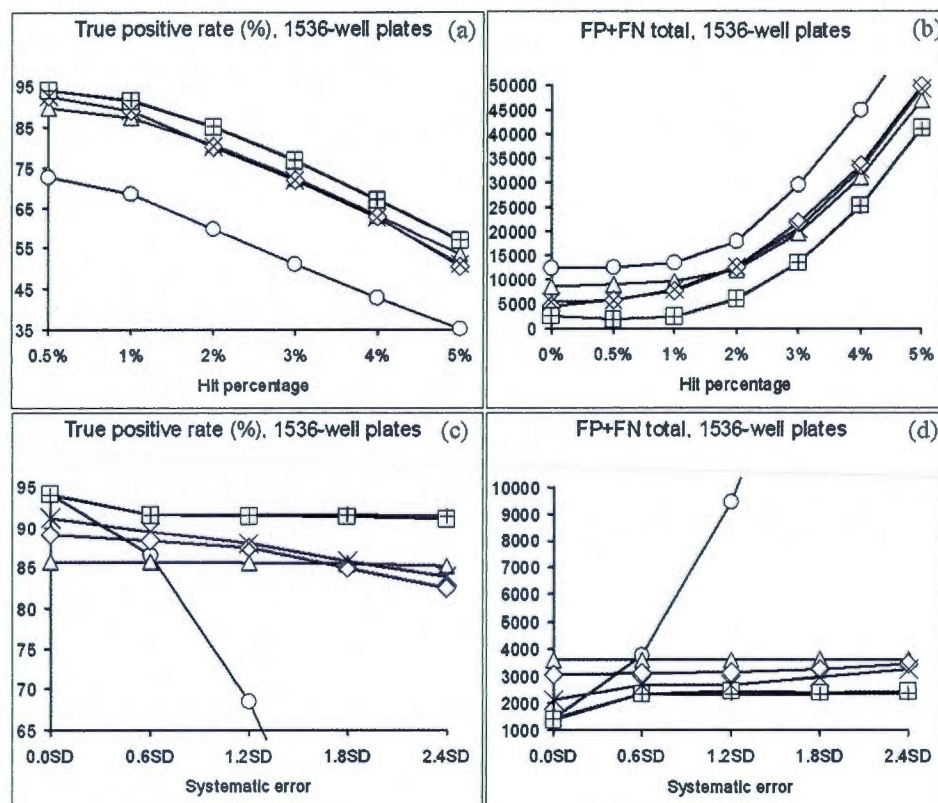 True positive rate (%), 1536-well plates (a)
95
85
75
65
55
45
35
0.5% 1% 2% 3% 4% 5%
Hit percentage
FP+FN total, 1536-well plates (b)
50000
45000
40000
35000
30000
25000
20000
15000
10000
5000
0
0% 0.5% 1% 2% 3% 4% 5%
Hit percentage
True positive rate (%), 1536-well plates (c)
95
90
85
80
75
70
65
0.0SD 0.6SD 1.2SD 1.8SD 2.4SD
Systematic error
FP+FN total, 1536-well plates (d)
10000
9000
8000
7000
6000
5000
4000
3000
2000
1000
0.0SD 0.6SD 1.2SD 1.8SD 2.4SD
Systematic error